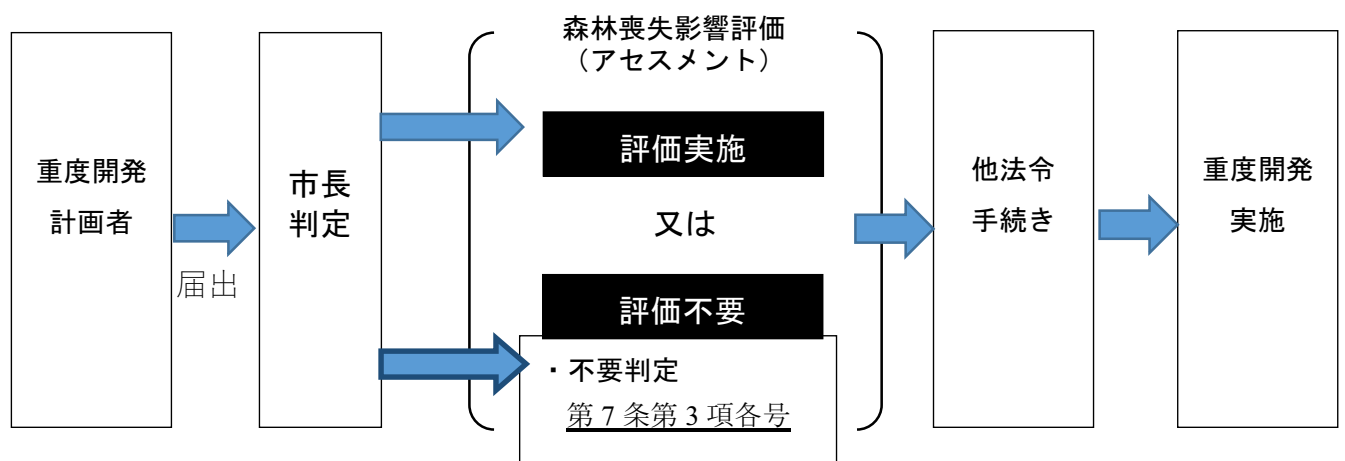 重度開発
計画者
届出
市長
判定
森林喪失影響評価
（アセスメント）
評価実施
又は
評価不要
・不要判定
第７条第３項各号
他法令
手続き
重度開発
実施